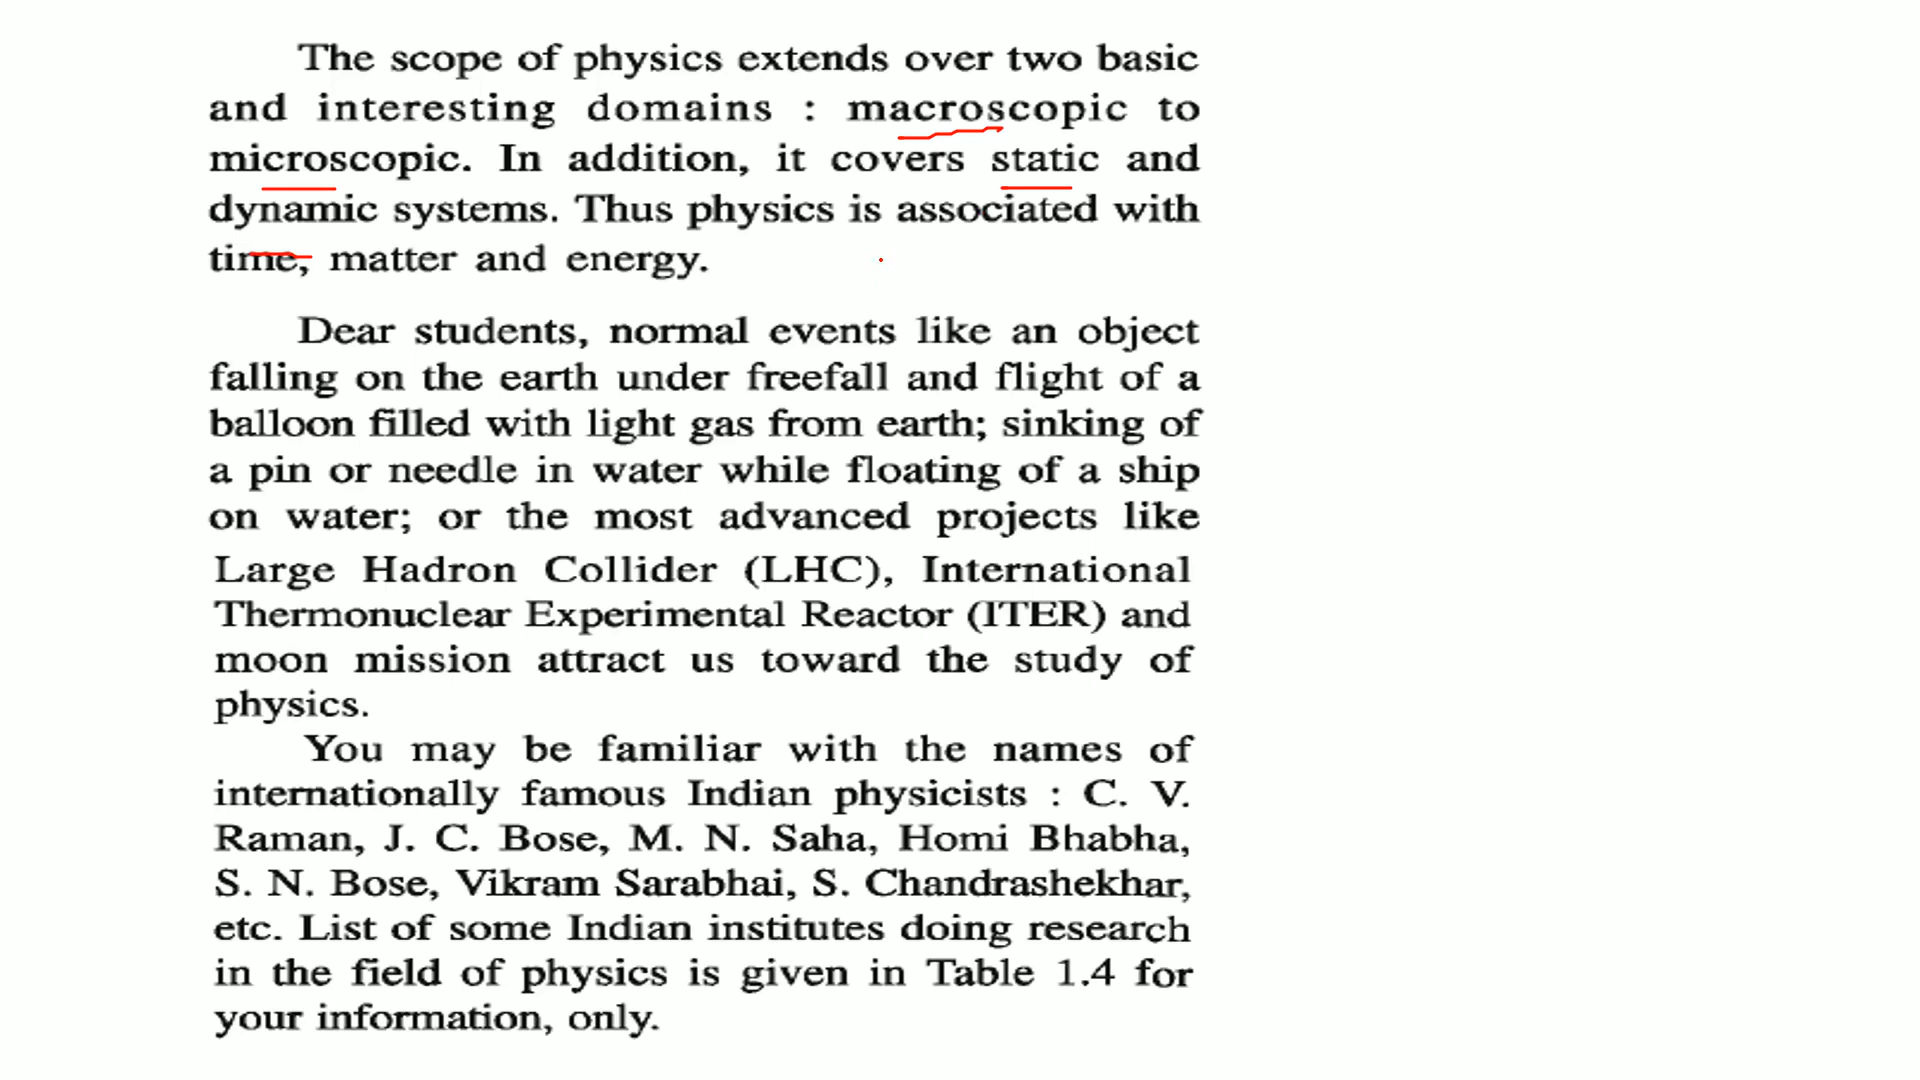 The scope of physics extends over two basic
and interesting domains : macroscopic to
microscopic. In addition, it covers static and
dynamic systems. Thus physics is associated with
time, matter and energy.
Dear students, normal events like an object
falling on the earth under freefall and flight of a
balloon filled with light gas from earth; sinking of
a pin or needle in water while floating of a ship
on water; or the most advanced projects like
Large Hadron Collider (LHC), International
Thermonuclear Experimental Reactor (ITER) and
moon mission attract us toward the study of
physics.
You may be familiar with the names of
internationally famous Indian physicists : C. V.
Raman, J. C. Bose, M. N. Saha, Homi Bhabha,
S. N. Bose, Vikram Sarabhai, S. Chandrashekhar,
etc. List of some Indian institutes doing research
in the field of physics is given in Table 1.4 for
your information, only.